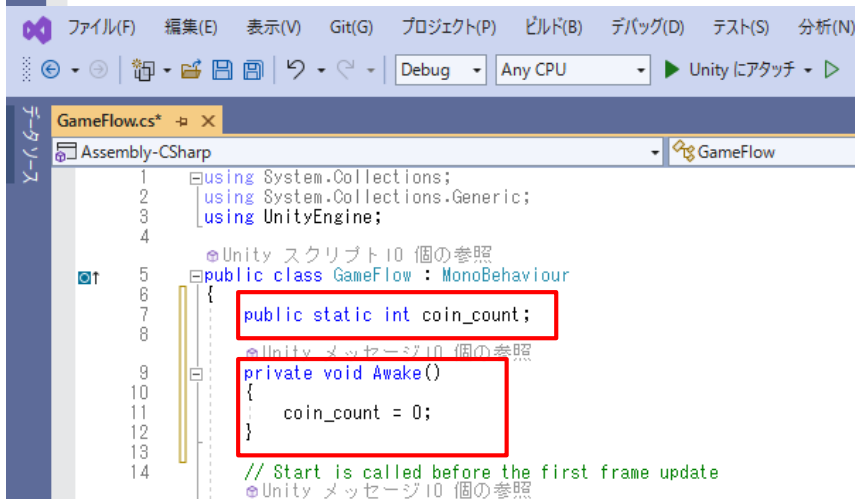 ファイル(F) 編集(E) 表示(V) Git(G) プロジェクト(P) ビルド(B) デバッグ(D) テスト(S) 分析(N)
Debug Any CPU Unity にアタッチ
データ ソース
GameFlow.cs*
Assembly-CSharp GameFlow
1 using System.Collections;
2 using System.Collections.Generic;
3 using UnityEngine;
4
Unity スクリプト|0 個の参照
5 public class GameFlow : MonoBehaviour
6 {
7 public static int coin_count;
8
Unity メッセージ|0 個の参照
9 private void Awake()
10 {
11 coin_count = 0;
12 }
13
14 // Start is called before the first frame update
Unity メッセージ|0 個の参照